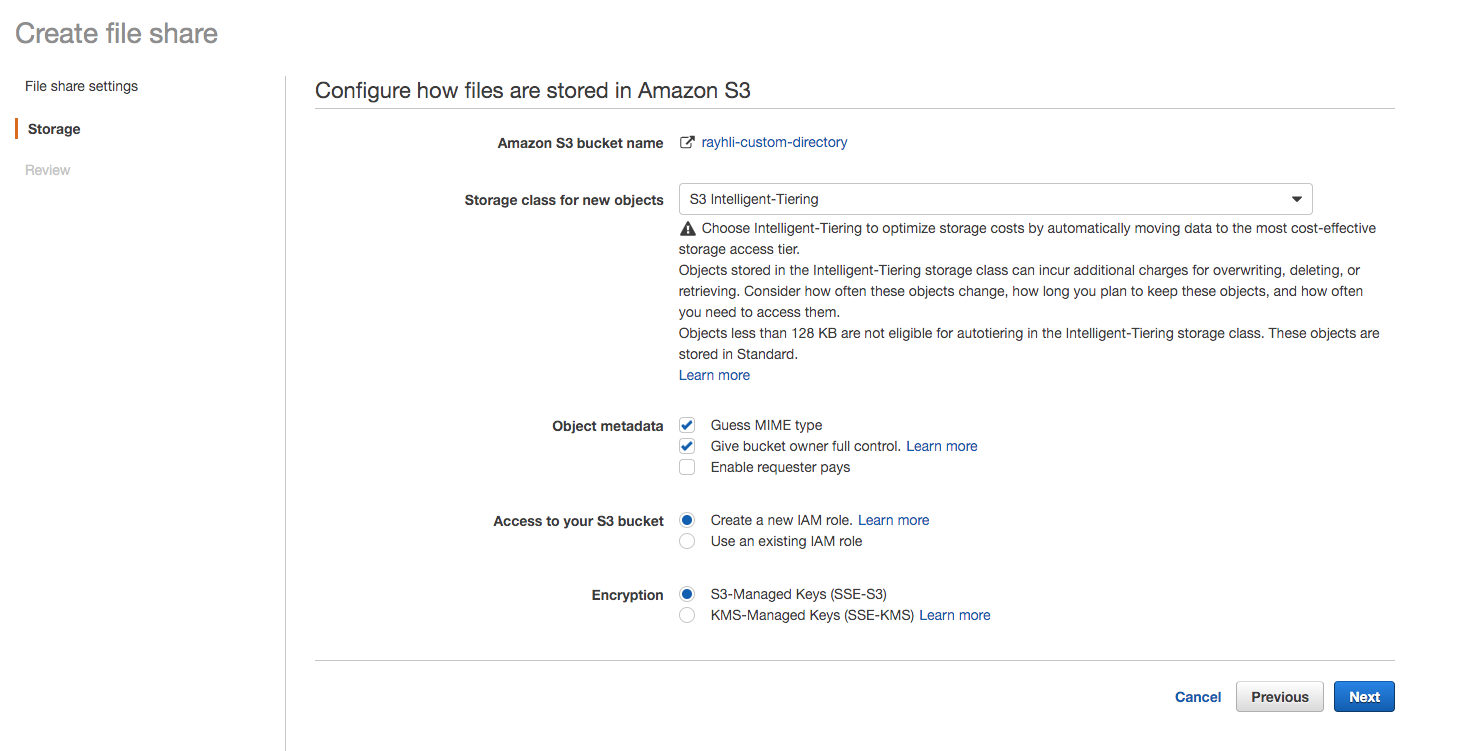 Create file share
File share settings
Storage
Review
Configure how files are stored in Amazon S3
Amazon S3 bucket name rayhli-custom-directory
Storage class for new objects S3 Intelligent-Tiering
Choose Intelligent-Tiering to optimize storage costs by automatically moving data to the most cost-effective
storage access tier.
Objects stored in the Intelligent-Tiering storage class can incur additional charges for overwriting, deleting, or
retrieving. Consider how often these objects change, how long you plan to keep these objects, and how often
you need to access them.
Objects less than 128 KB are not eligible for autotiering in the Intelligent-Tiering storage class. These objects are
stored in Standard.
Learn more
Object metadata Guess MIME type
Give bucket owner full control. Learn more
Enable requester pays
Access to your S3 bucket Create a new IAM role. Learn more
Use an existing IAM role
Encryption S3-Managed Keys (SSE-S3)
KMS-Managed Keys (SSE-KMS) Learn more
Cancel Previous Next